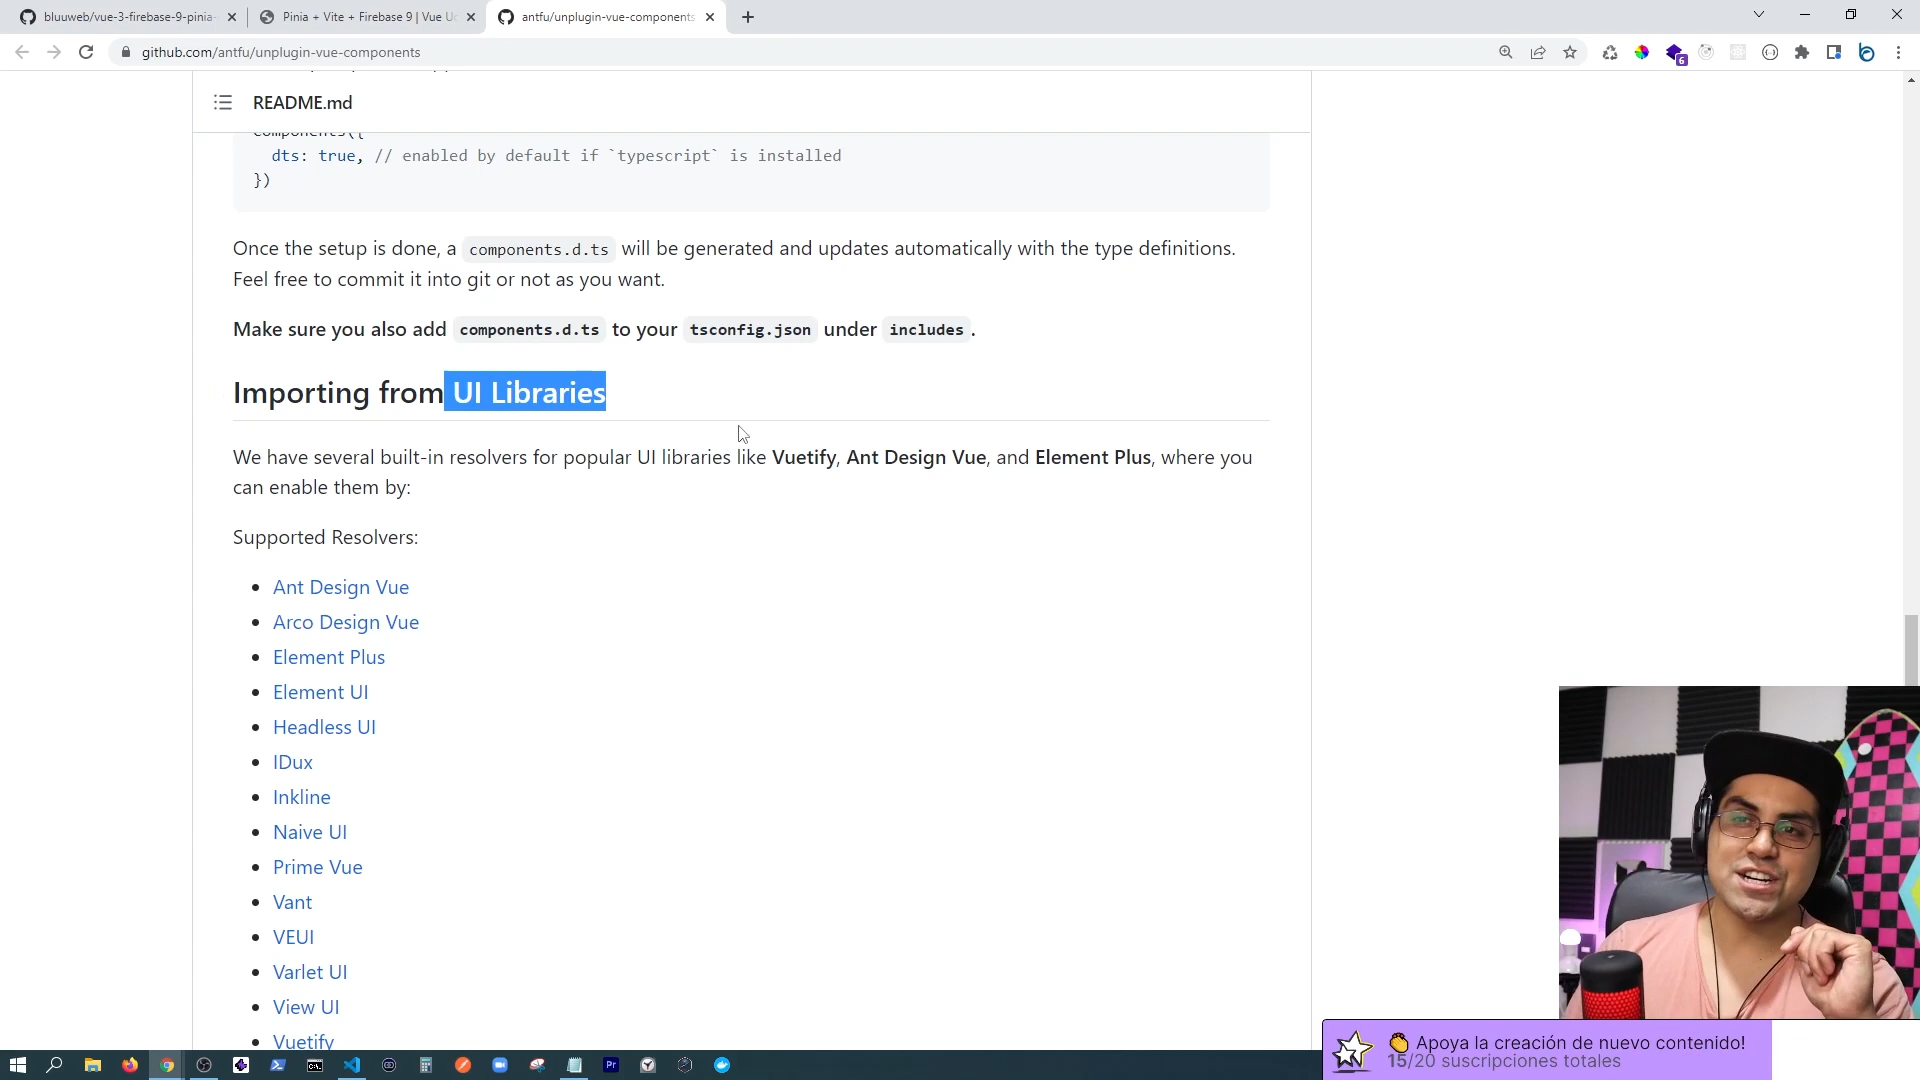 bluuweb/vue-3-firebase-9-pinia-
Pinia + Vite + Firebase 9 | Vue
antfu/unplugin-vue-components
github.com/antfu/unplugin-vue-components
6
README.md
components({
dts: true, // enabled by default if `typescript` is installed
})
Once the setup is done, a components.d.ts will be generated and updates automatically with the type definitions.
Feel free to commit it into git or not as you want.
Make sure you also add components.d.ts to your tsconfig.json under includes.
Importing from UI Libraries
We have several built-in resolvers for popular UI libraries like Vuetify, Ant Design Vue, and Element Plus, where you
can enable them by:
Supported Resolvers:
Ant Design Vue
Arco Design Vue
Element Plus
Element UI
Headless UI
IDux
Inkline
Naive UI
Prime Vue
Vant
VEUI
Varlet UI
View UI
Vuetify
Pr
Apoya la creación de nuevo contenido!
15/20 suscripciones totales